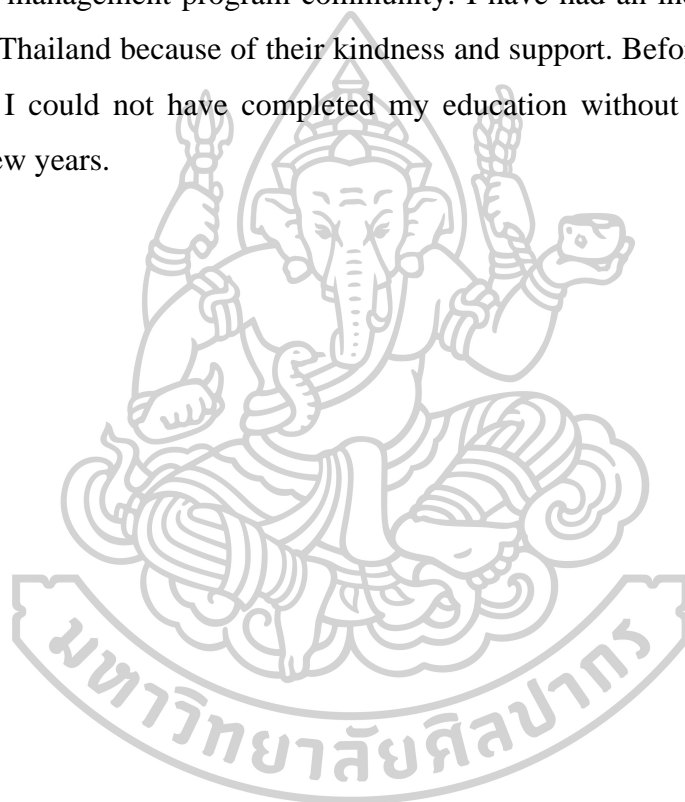 management program community. I have had an
Thailand because of their kindness and support.
I could not have completed my education without
ew years.
มหาวิทยาลัยศิลปากร